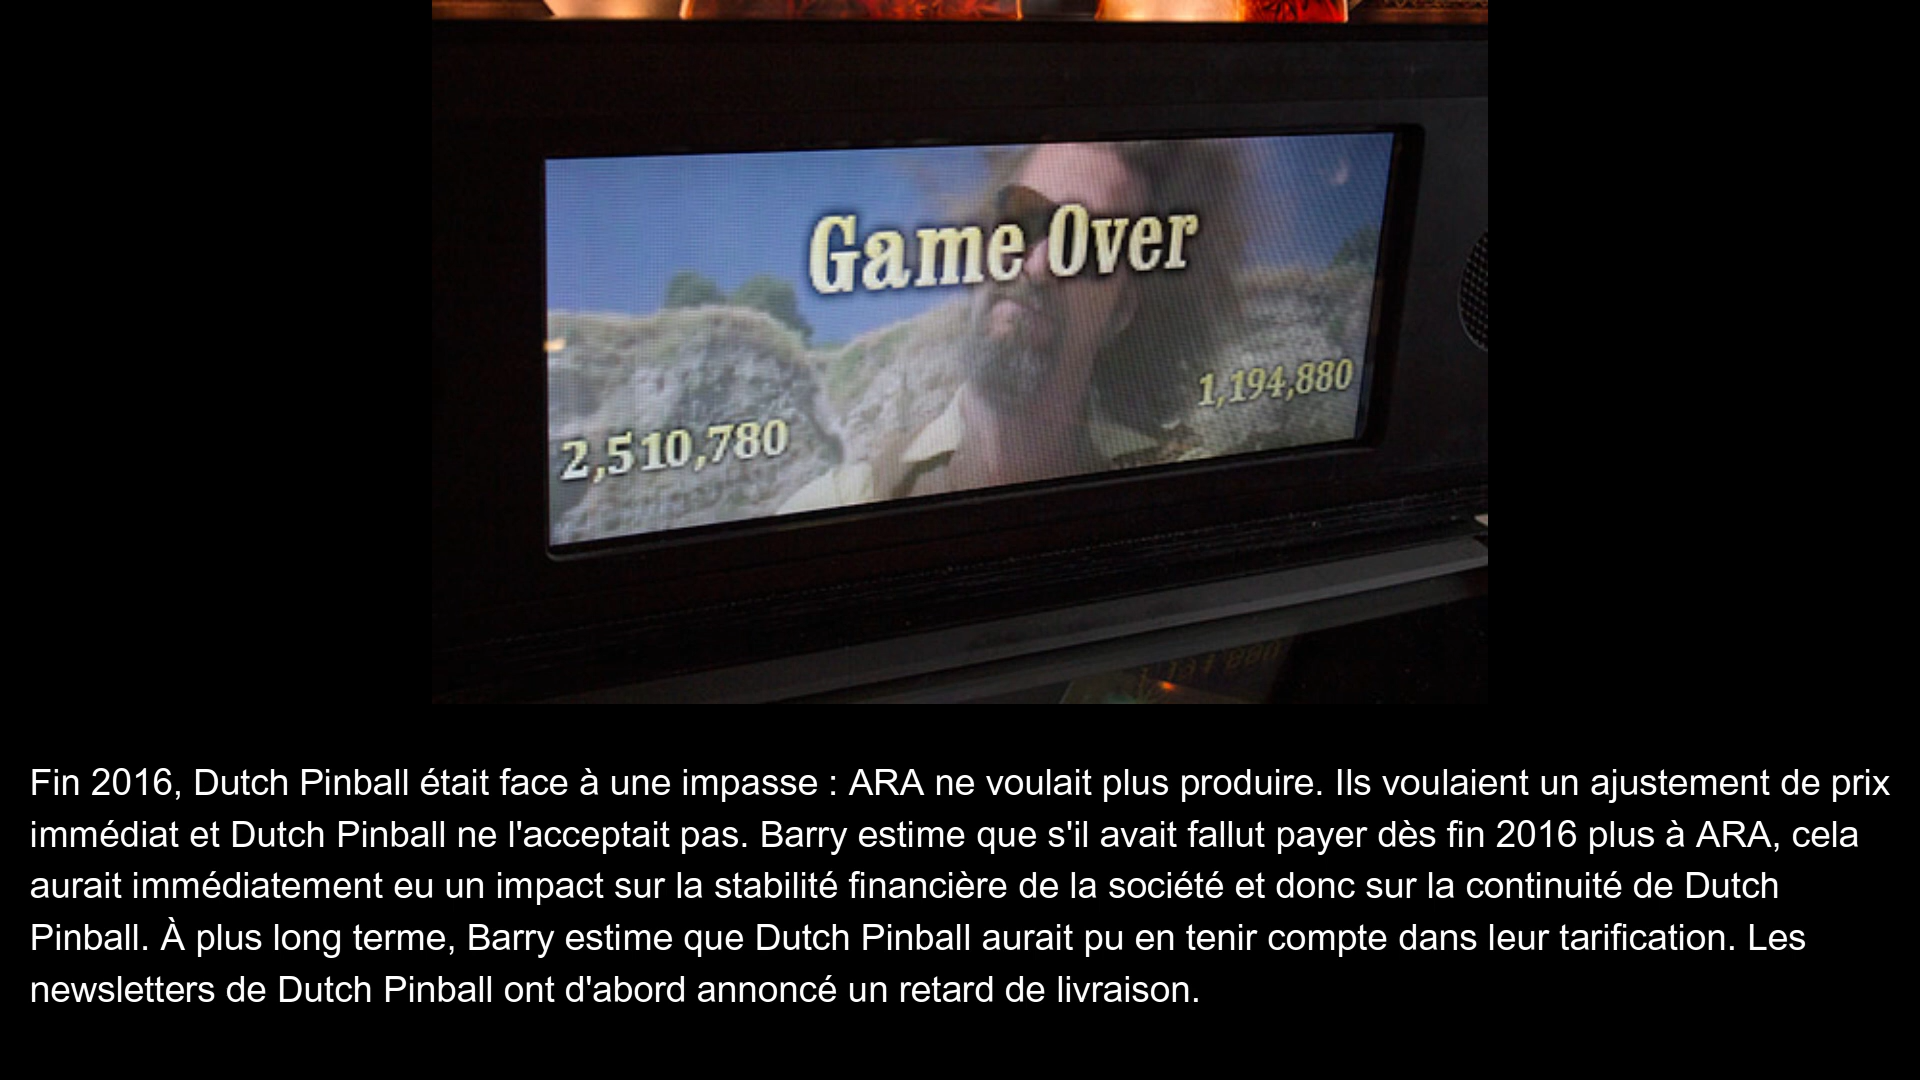 Game Over
1,194,880
2,510,780
Fin 2016, Dutch Pinball était face à une impasse : ARA ne voulait plus produire. Ils voulaient un ajustement de prix
immédiat et Dutch Pinball ne l'acceptait pas. Barry estime que s'il avait fallut payer dès fin 2016 plus à ARA, cela
aurait immédiatement eu un impact sur la stabilité financière de la société et donc sur la continuité de Dutch
Pinball. À plus long terme, Barry estime que Dutch Pinball aurait pu en tenir compte dans leur tarification. Les
newsletters de Dutch Pinball ont d'abord annoncé un retard de livraison.